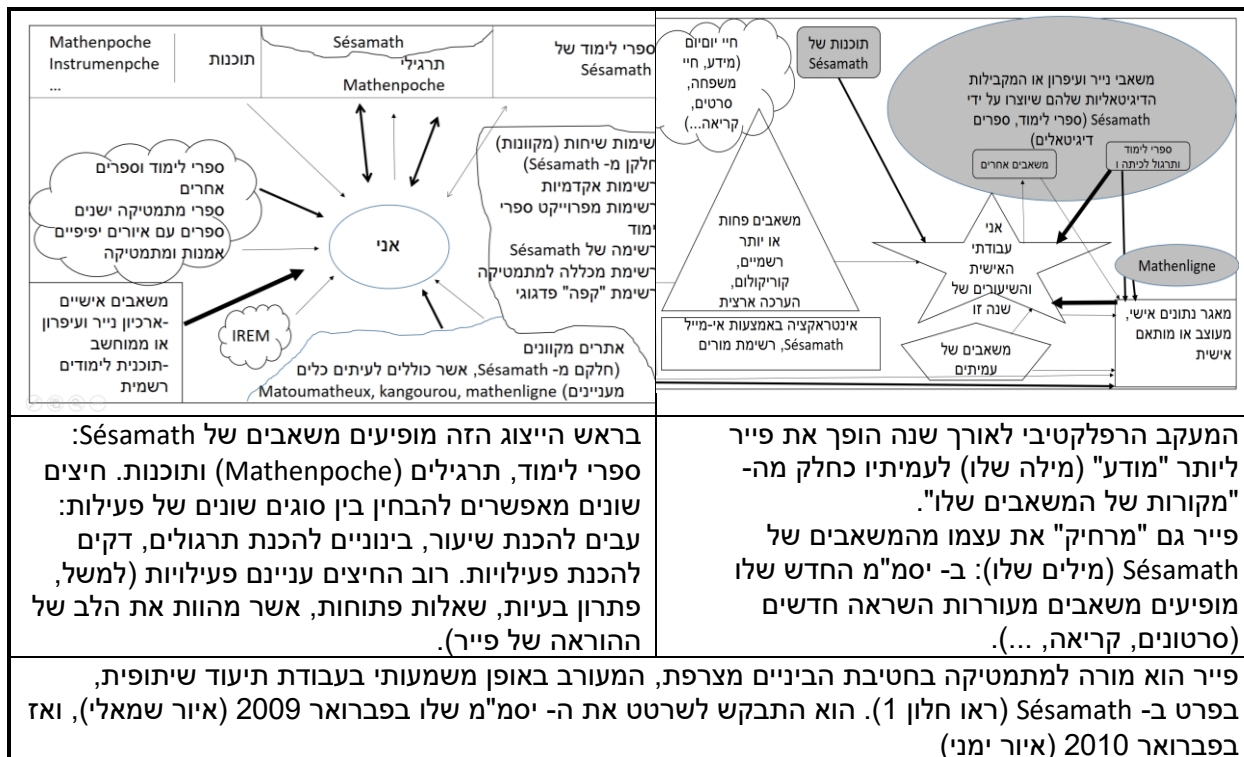 Mathenpoche
Instrumenpche
...
תוכנות
Sésamath
תרגילי
Mathenpoche
ספרי לימוד של
Sésamath
ספרי לימוד וספרים
אחרים
ספרי מתמטיקה ישנים
ספרים עם איורים יפיפיים
אמנות ומתמטיקה
אני
שימות שיחות (מקוונות)
חלקן מ- Sésamath)
רשימות אקדמיות
רשימות מפרוייקט ספרי
ימוד
רשימה של Sésamath
רשימת מכללה למתמטיקה
רשימת "קפה" פדגוגי
משאבים אישיים
-ארכיון נייר ועיפרון
או ממוחשב
-תוכנית לימודים
רשמית
IREM
אתרים מקוונים
(חלקם מ- Sésamath, אשר כוללים לעיתים כלים
מעניינים) Matoumatheux, kangourou, mathenligne
חיי יומיום
(מידע, חיי
משפחה,
סרטים,
קריאה...)
תוכנות של
Sésamath
משאבי נייר ועיפרון או המקבילות
הדיגיטאליות שלהם שיוצרו על ידי
Sésamath (ספרי לימוד, ספרים
דיגיטאלים)
משאבים אחרים
ספרי לימוד
ותרגול לכיתה ו
משאבים פחות
או יותר
רשמיים,
קוריקולום,
הערכה ארצית
אני
עבודתי
האישית
והשיעורים של
שנה זו
Mathenligne
אינטראקציה באמצעות אי-מייל
Sésamath, רשימת מורים
משאבים של
עמיתים
מאגר נתונים אישי,
מעוצב או מותאם
אישית
המעקב הרפלקטיבי לאורך שנה הופך את פייר
ליותר "מודע" (מילה שלו) לעמיתיו כחלק מה-
"מקורות של המשאבים שלו".
פייר גם "מרחיק" את עצמו מהמשאבים של
Sésamath (מילים שלו): ב- יסמ"מ החדש שלו
מופיעים משאבים מעוררות השראה חדשים
(סרטונים, קריאה, ...).
בראש הייצוג הזה מופיעים משאבים של Sésamath:
ספרי לימוד, תרגילים (Mathenpoche) ותוכנות. חיצים
שונים מאפשרים להבחין בין סוגים שונים של פעילות:
עבים להכנת שיעור, בינוניים להכנת תרגולים, דקים
להכנת פעילויות. רוב החיצים עניינם פעילויות (למשל,
פתרון בעיות, שאלות פתוחות, אשר מהוות את הלב של
ההוראה של פייר).
פייר הוא מורה למתמטיקה בחטיבת הביניים מצרפת, המעורב באופן משמעותי בעבודת תיעוד שיתופית,
בפרט ב- Sésamath (ראו חלון 1). הוא התבקש לשרטט את ה- יסמ"מ שלו בפברואר 2009 (איור שמאלי), ואז
בפברואר 2010 (איור ימני)